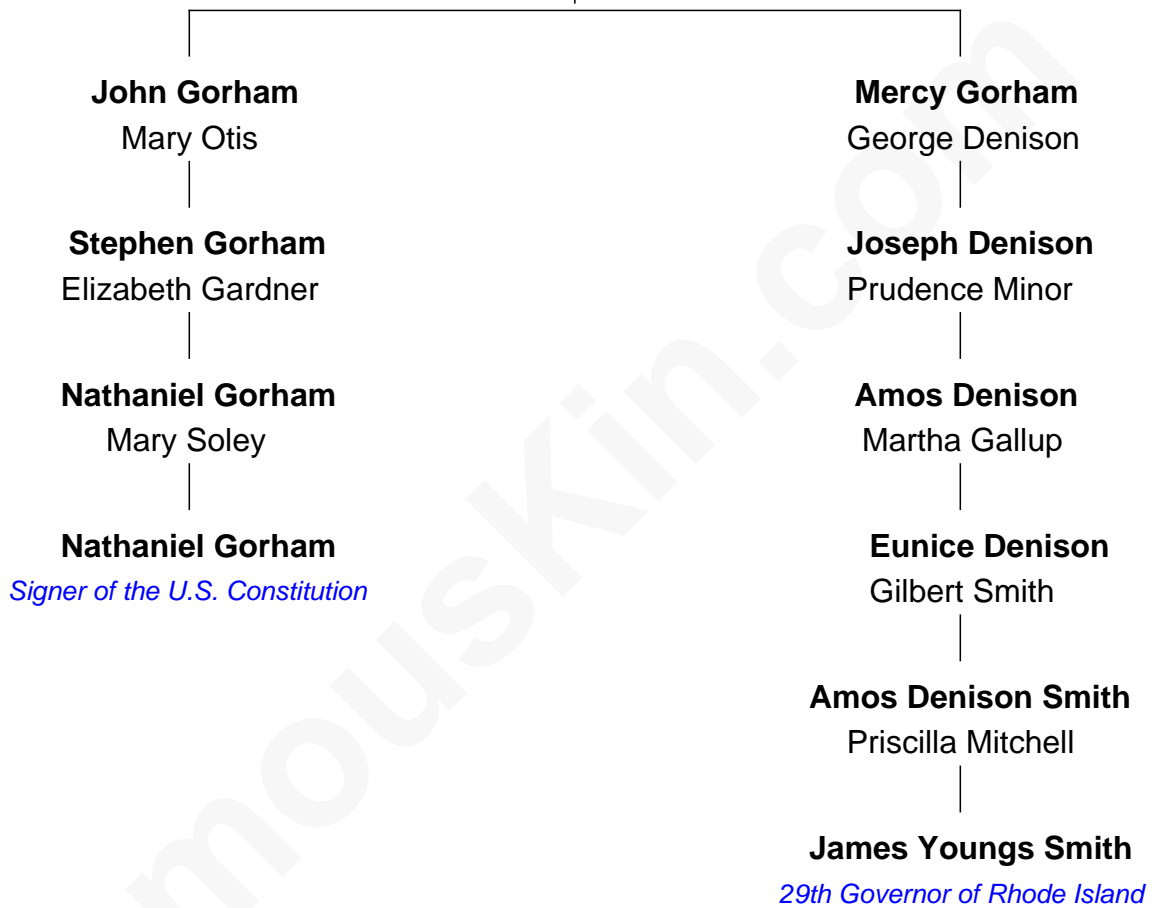 John Gorham
Mary Otis
Mercy Gorham
George Denison
Stephen Gorham
Elizabeth Gardner
Joseph Denison
Prudence Minor
Nathaniel Gorham
Mary Soley
Amos Denison
Martha Gallup
Nathaniel Gorham
Signer of the U.S. Constitution
Eunice Denison
Gilbert Smith
Amos Denison Smith
Priscilla Mitchell
James Youngs Smith
29th Governor of Rhode Island
mouskin.com